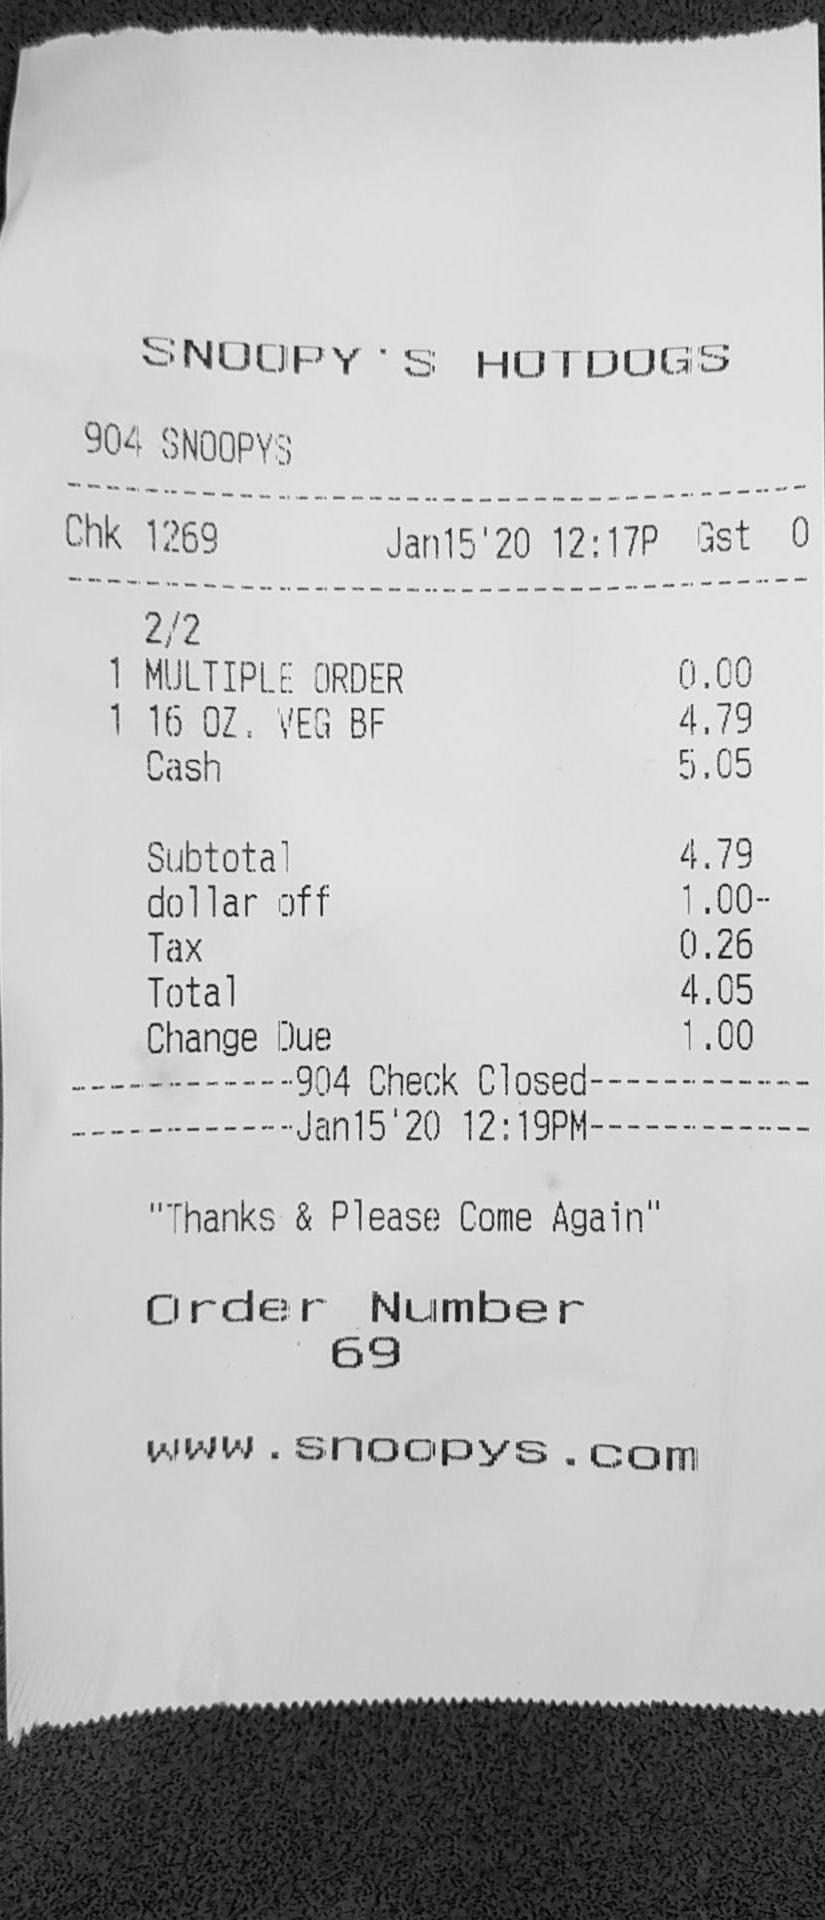 SNOOPY'S HOTDOGS
904 SNOOPYS
Chk 1269 Jan15'20 12:17P Gst 0
2/2
1 MULTIPLE ORDER 0.00
1 16 OZ. VEG BF 4.79
Cash 5.05
Subtotal 4.79
dollar off 1.00-
Tax 0.26
Total 4.05
Change Due 1.00
------------904 Check Closed------------
------------Jan15'20 12:19PM------------
"Thanks & Please Come Again"
Order Number
69
www.snoopys.com